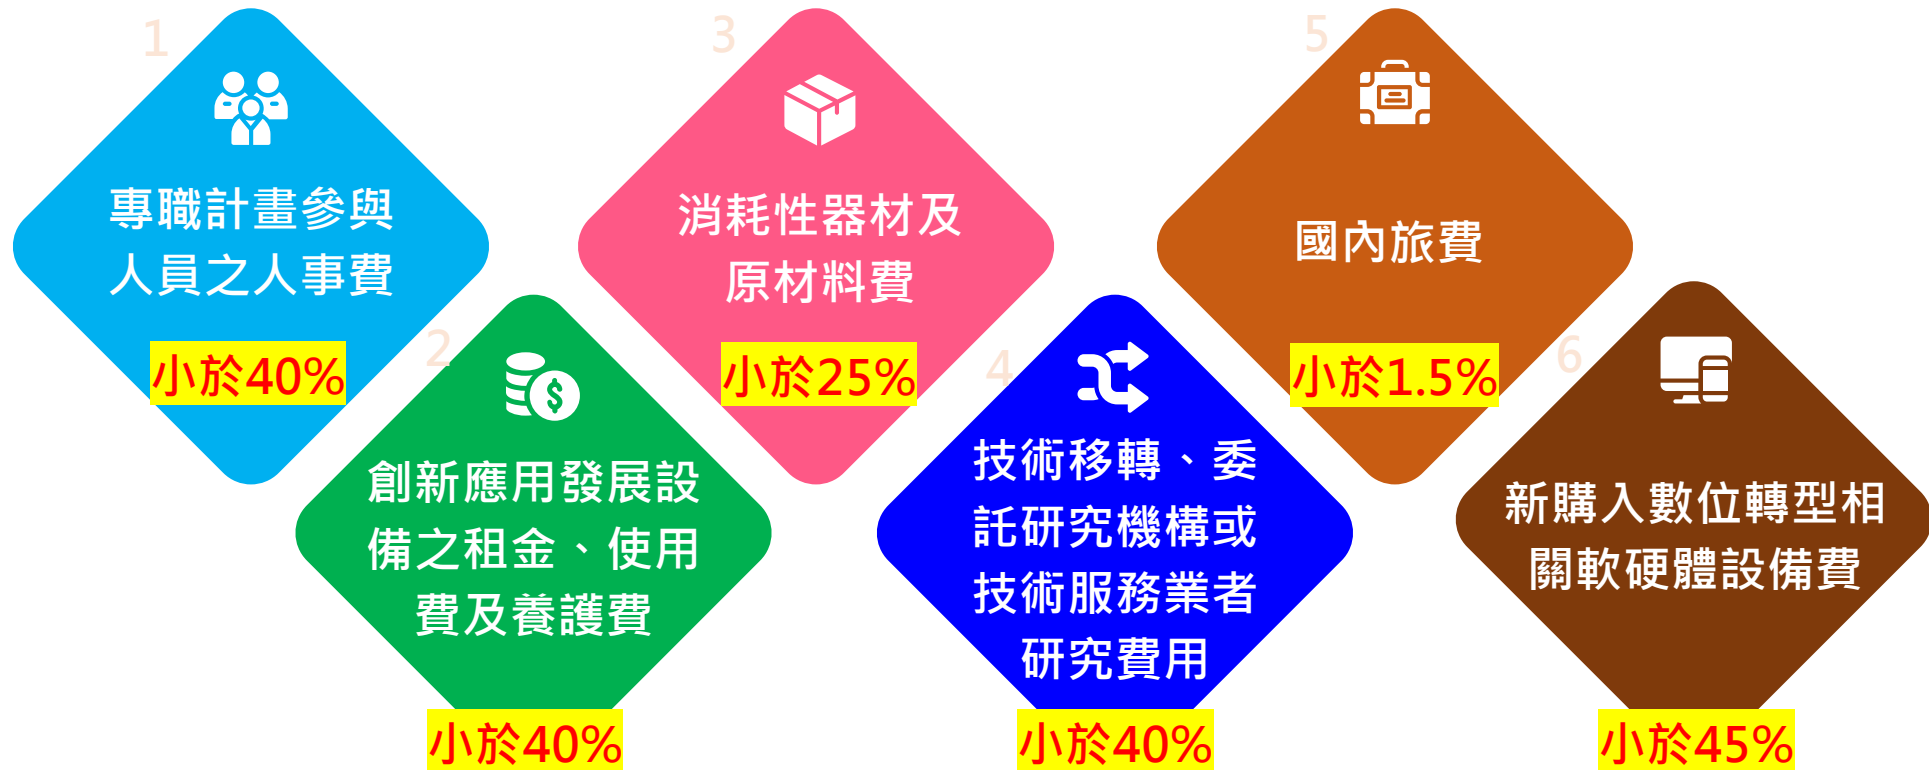 1
專職計畫參與
人員之人事費
小於40%
2
創新應用發展設
備之租金、使用
費及養護費
小於40%
3
消耗性器材及
原材料費
小於25%
4
技術移轉、委
託研究機構或
技術服務業者
研究費用
小於40%
5
國內旅費
小於1.5%
6
新購入數位轉型相
關軟硬體設備費
小於45%